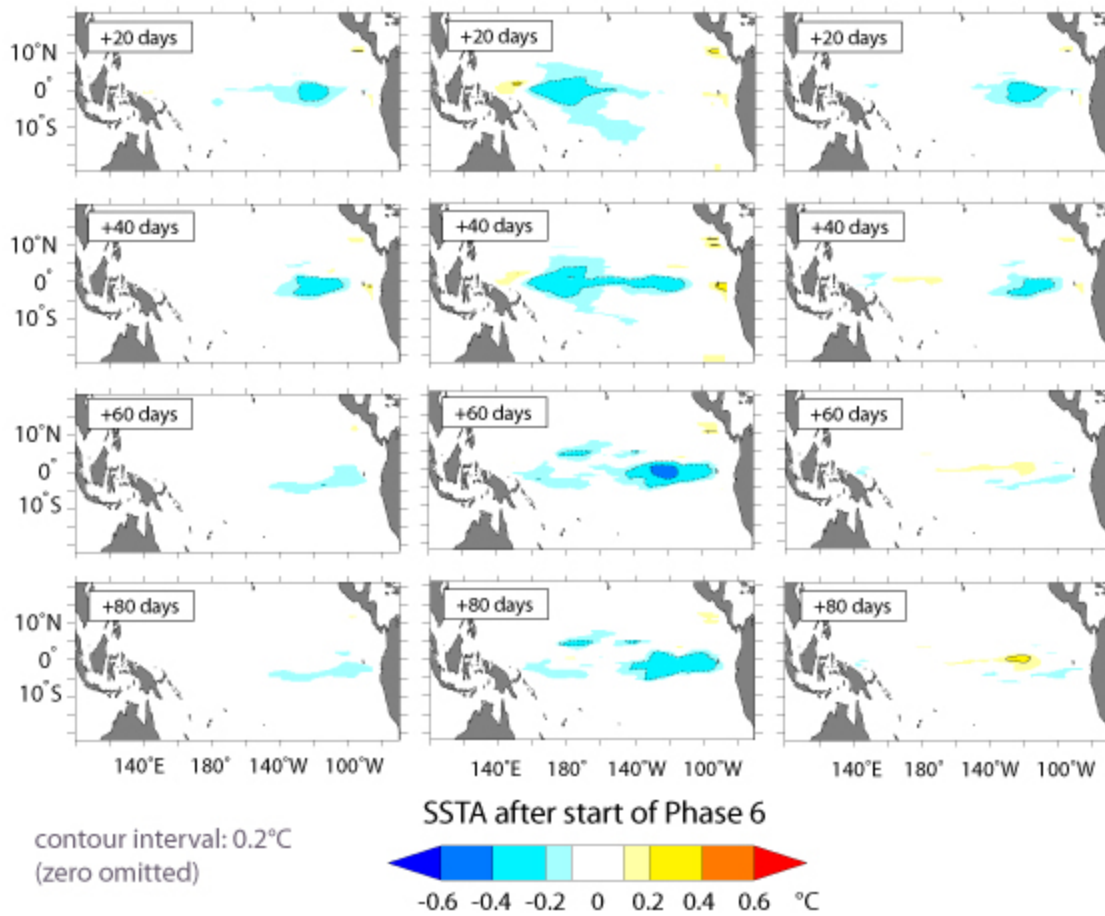 +20 days +20 days +20 days
10°N
0°
10°S
+40 days +40 days +40 days
10°N
0°
10°S
+60 days +60 days +60 days
10°N
0°
10°S
+80 days +80 days +80 days
10°N
0°
10°S
140°E 180° 140°W 100°W 140°E 180° 140°W 100°W 140°E 180° 140°W 100°W
SSTA after start of Phase 6
contour interval: 0.2°C
(zero omitted)
-0.6 -0.4 -0.2 0 0.2 0.4 0.6 °C